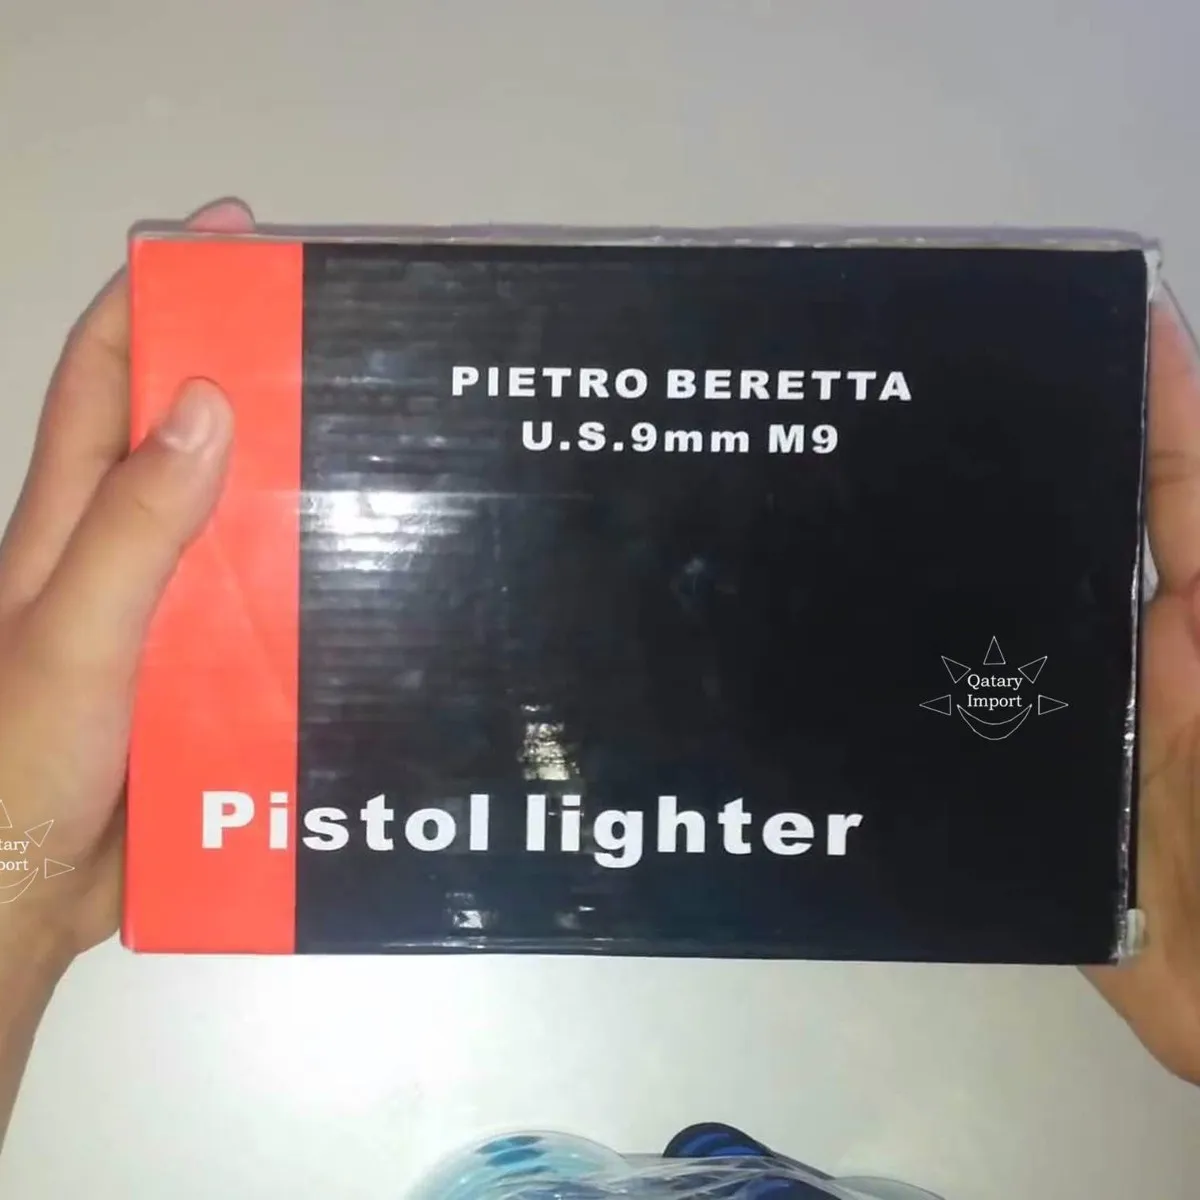 PIETRO BERETTA
U.S.9mm M9
Qatary
Import
Pistol lighter